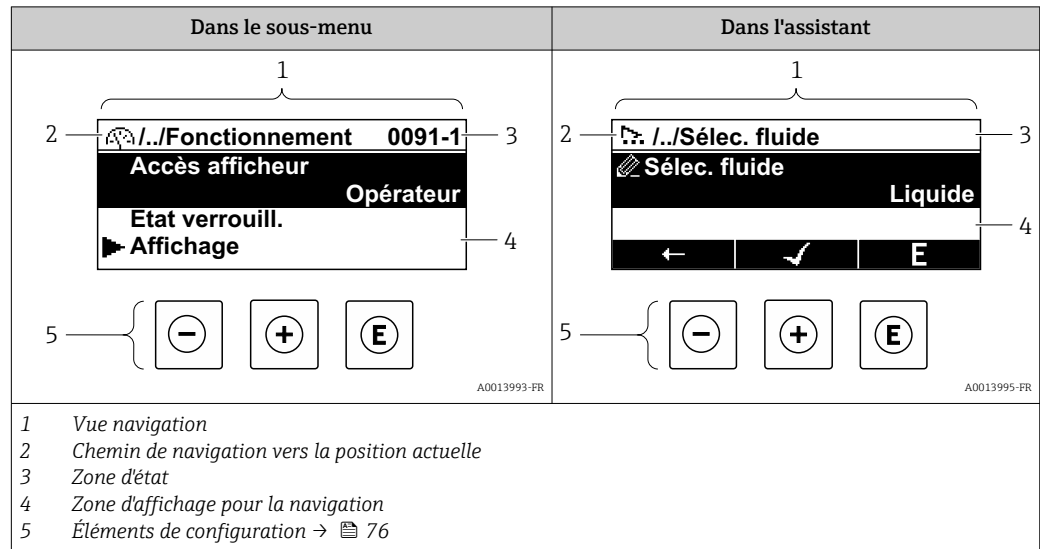 Dans le sous-menu
1
2
/../Fonctionnement 0091-1
3
Accès afficheur
Opérateur
Etat verrouill.
Affichage
4
5
- + E
A0013993-FR
Dans l'assistant
1
2
/../Sélec. fluide
3
Sélec. fluide
Liquide
4
← ✓ E
5
- + E
A0013995-FR
1 Vue navigation
2 Chemin de navigation vers la position actuelle
3 Zone d'état
4 Zone d'affichage pour la navigation
5 Éléments de configuration → 76